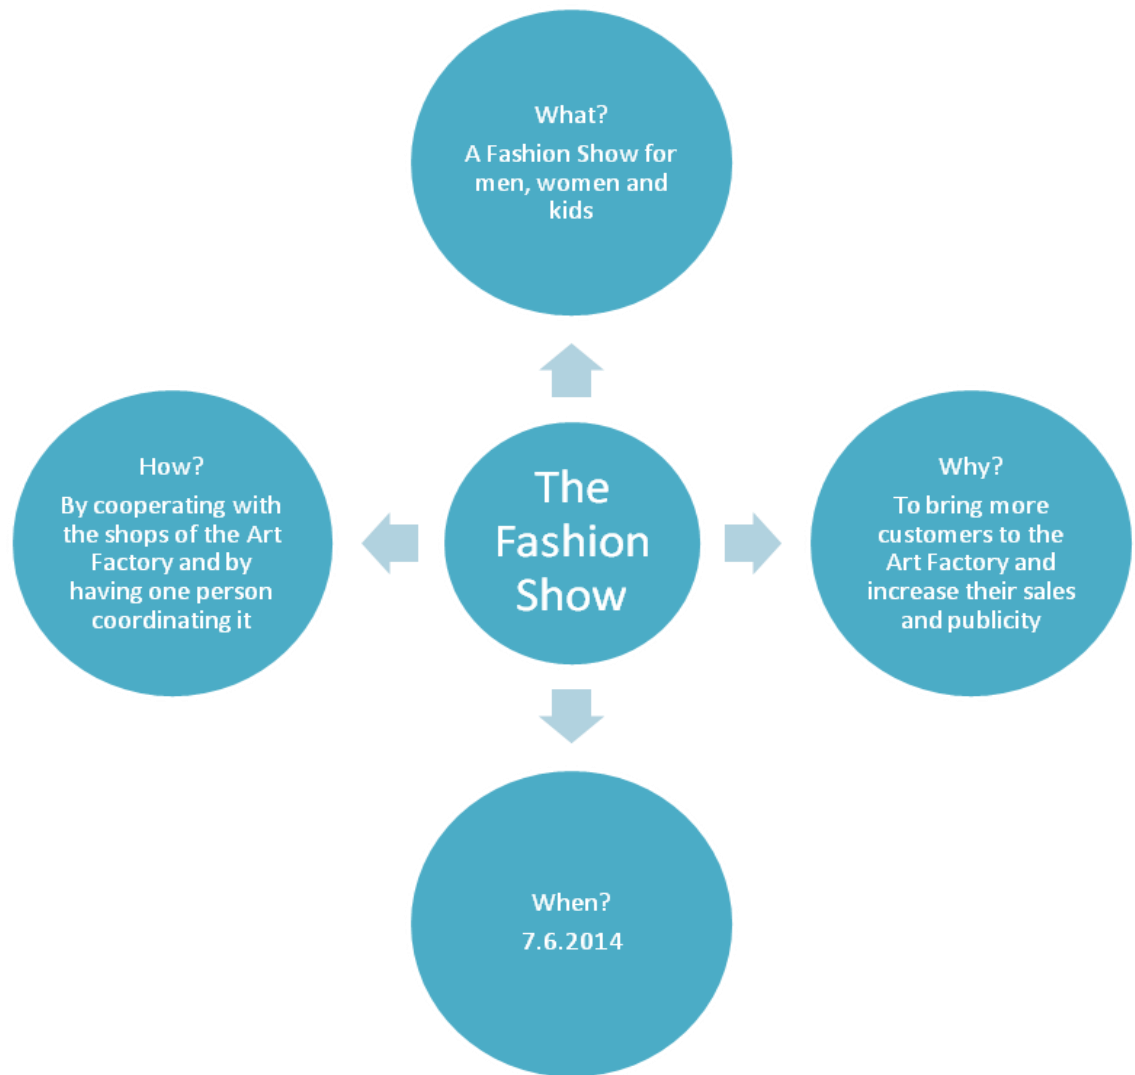 What?
A Fashion Show for
men, women and
kids
How?
By cooperating with
the shops of the Art
Factory and by
having one person
coordinating it
The
Fashion
Show
Why?
To bring more
customers to the
Art Factory and
increase their sales
and publicity
When?
7.6.2014